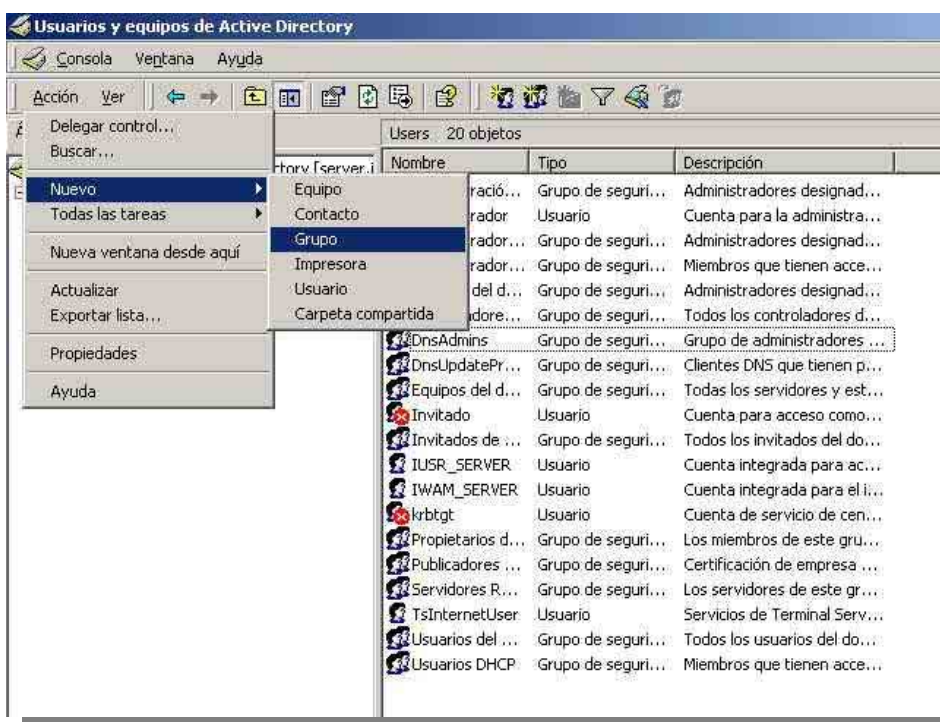 Usuarios y equipos de Active Directory
Consola Ventana Ayuda
Acción Ver
Delegar control...
Buscar...
Nuevo
Todas las tareas
Nueva ventana desde aquí
Actualizar
Exportar lista...
Propiedades
Ayuda
Equipo
Contacto
Grupo
Impresora
Usuario
Carpeta compartida
Users 20 objetos
Nombre Tipo Descripción
Grupo de seguri... Administradores designad...
Usuario Cuenta para la administra...
Grupo de seguri... Administradores designad...
Grupo de seguri... Miembros que tienen acce...
del d... Grupo de seguri... Administradores designad...
Grupo de seguri... Todos los controladores d...
DnsAdmins Grupo de seguri... Grupo de administradores ...
DnsUpdatePr... Grupo de seguri... Clientes DNS que tienen p...
Equipos del d... Grupo de seguri... Todas los servidores y est...
Invitado Usuario Cuenta para acceso como...
Invitados de ... Grupo de seguri... Todos los invitados del do...
IUSR_SERVER Usuario Cuenta integrada para ac...
IWAM_SERVER Usuario Cuenta integrada para el i...
krbtgt Usuario Cuenta de servicio de cen...
Propietarios d... Grupo de seguri... Los miembros de este gru...
Publicadores ... Grupo de seguri... Certificación de empresa ...
Servidores R... Grupo de seguri... Los servidores de este gr...
TsInternetUser Usuario Servicios de Terminal Serv...
Usuarios del ... Grupo de seguri... Todos los usuarios del do...
Usuarios DHCP Grupo de seguri... Miembros que tienen acce...